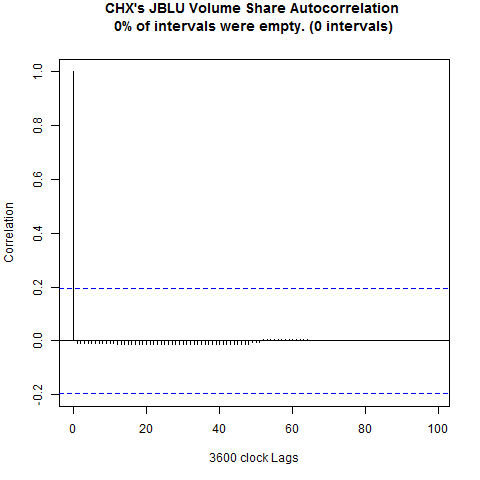 CHX's JBLU Volume Share Autocorrelation
0% of intervals were empty. (0 intervals)
Correlation
1.0
0.8
0.6
0.4
0.2
0.0
-0.2
0 20 40 60 80 100
3600 clock Lags